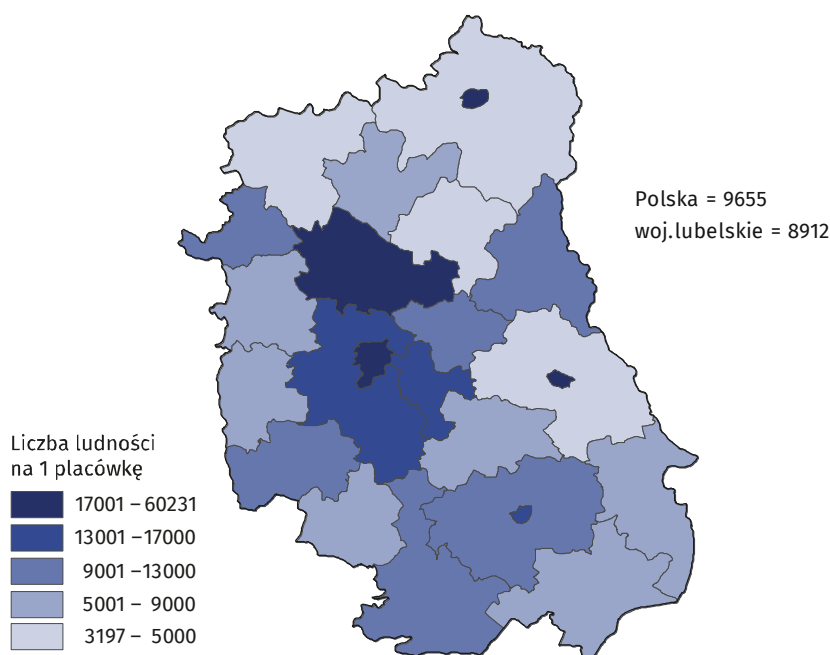 Polska = 9655
woj.lubelskie = 8912
Liczba ludności
na 1 placówkę
17001 – 60231
13001 –17000
9001 –13000
5001 – 9000
3197 – 5000